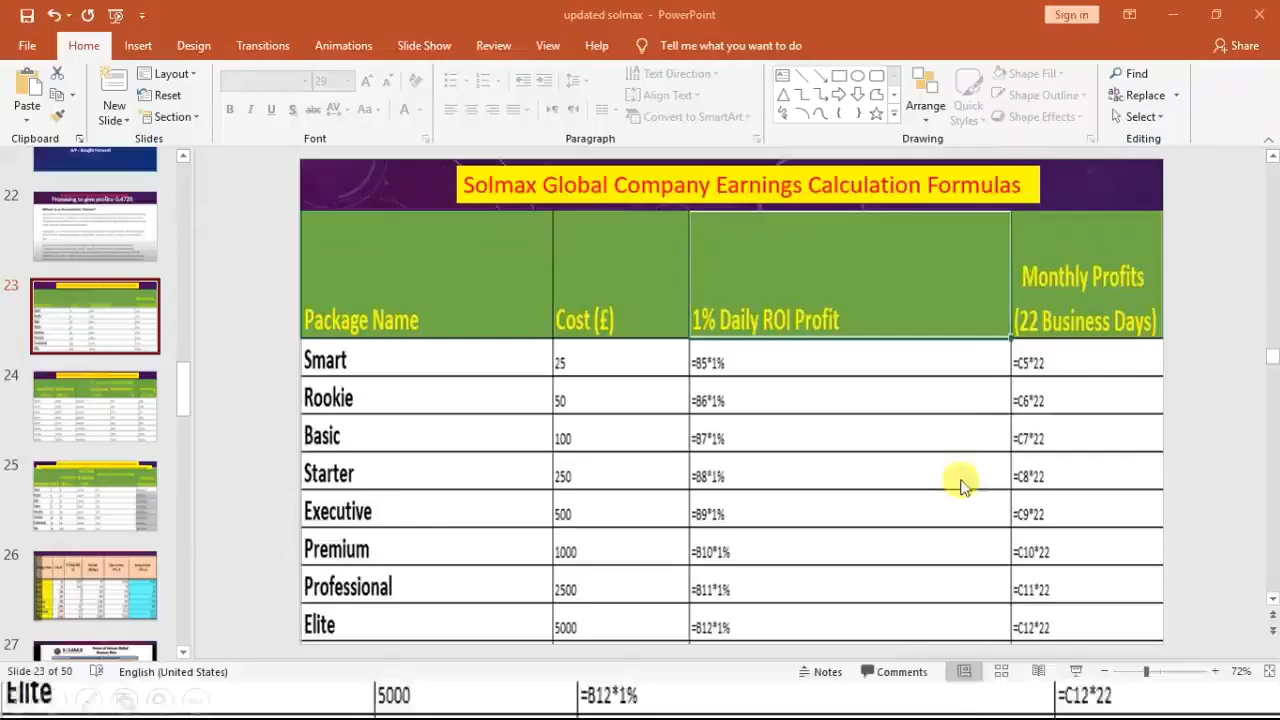 updated solmax - PowerPoint
Sign in
File Home Insert Design Transitions Animations Slide Show Review View Help Tell me what you want to do Share
Paste
New Slide
Layout
Reset
Section
29
B I U S abc AV Aa A
Text Direction
Align Text
Convert to SmartArt
Arrange
Quick Styles
Shape Fill
Shape Outline
Shape Effects
Find
Replace
Select
Clipboard Slides Font Paragraph Drawing Editing
22
23
24
25
26
27
Solmax Global Company Earnings Calculation Formulas
Package Name Cost (£) 1% Daily ROI Profit Monthly Profits (22 Business Days)
Smart 25 =B5*1% =C5*22
Rookie 50 =B6*1% =C6*22
Basic 100 =B7*1% =C7*22
Starter 250 =B8*1% =C8*22
Executive 500 =B9*1% =C9*22
Premium 1000 =B10*1% =C10*22
Professional 2500 =B11*1% =C11*22
Elite 5000 =B12*1% =C12*22
Slide 23 of 50 English (United States) Notes Comments 72%
Elite 5000 =B12*1% =C12*22